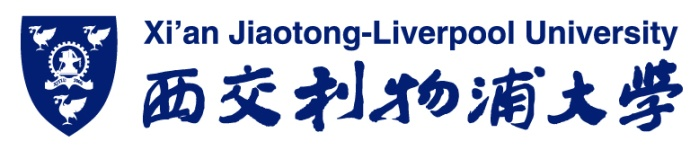 Xi'an Jiaotong-Liverpool University
西交利物浦大学